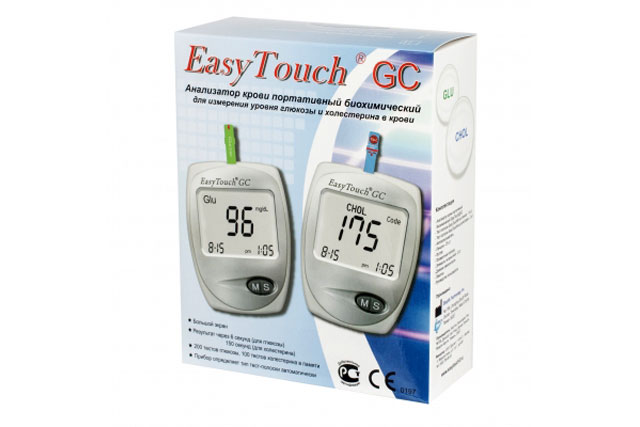 EasyTouch® GC
Анализатор крови портативный биохимический
для измерения уровня глюкозы и холестерина в крови
GLU
CHOL
EasyTouch® GC
Glu
96 mg/dL
8-15 pm 1:05
M S
EasyTouch® GC
CHOL
Code
175
8-15 pm 1:05
M S
Большой экран
Результат через 6 секунд (для глюкозы)
150 секунд (для холестерина)
200 тестов глюкозы, 100 тестов холестерина в памяти
Прибор определяет тип тест-полоски автоматически
CE
0197